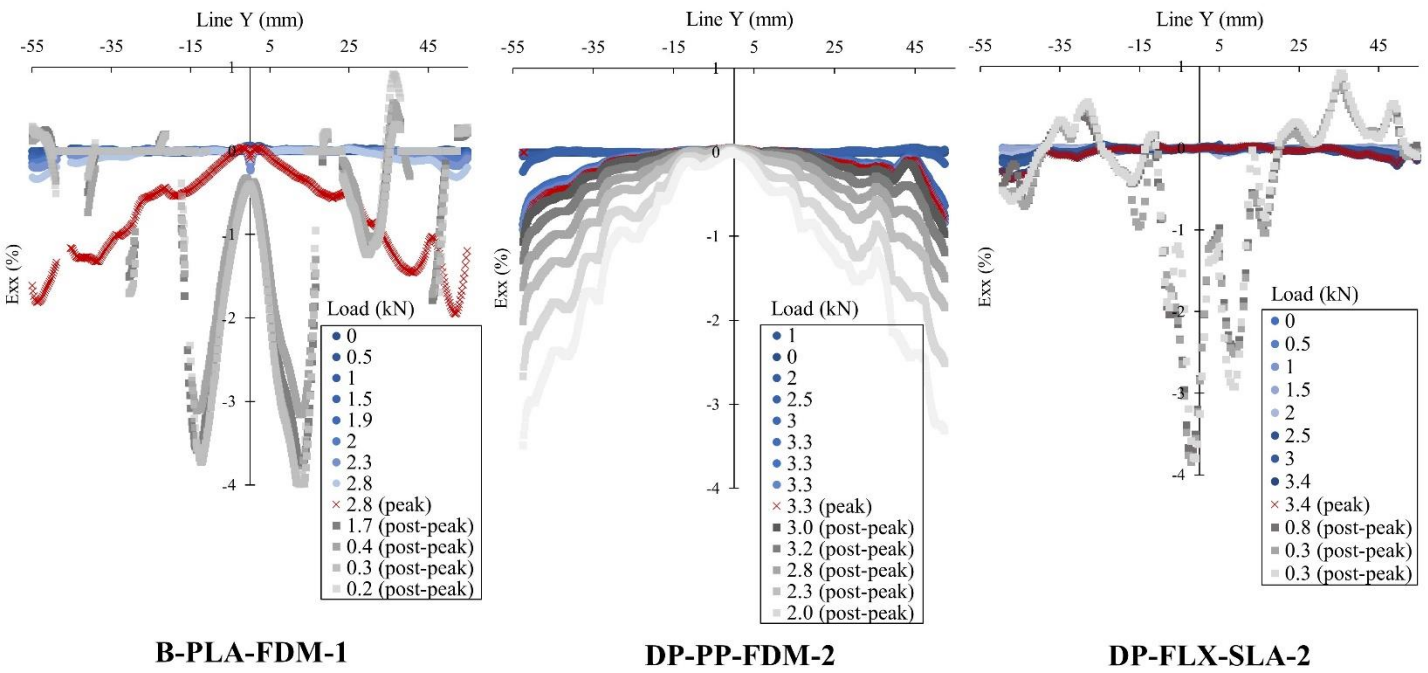 Line Y (mm)
-55 -35 -15 5 25 45
1
0
-1
-2
-3
-4
Exx (%)
Load (kN)
0
0.5
1
1.5
1.9
2
2.3
2.8
2.8 (peak)
1.7 (post-peak)
0.4 (post-peak)
0.3 (post-peak)
0.2 (post-peak)
B-PLA-FDM-1
Line Y (mm)
-55 -35 -15 5 25 45
1
0
-1
-2
-3
-4
Exx (%)
Load (kN)
1
0
2
2.5
3
3.3
3.3
3.3
3.3 (peak)
3.0 (post-peak)
3.2 (post-peak)
2.8 (post-peak)
2.3 (post-peak)
2.0 (post-peak)
DP-PP-FDM-2
Line Y (mm)
-55 -35 -15 5 25 45
1
0
-1
-2
-3
-4
Exx (%)
Load (kN)
0
0.5
1
1.5
2
2.5
3
3.4
3.4 (peak)
0.8 (post-peak)
0.3 (post-peak)
0.3 (post-peak)
DP-FLX-SLA-2